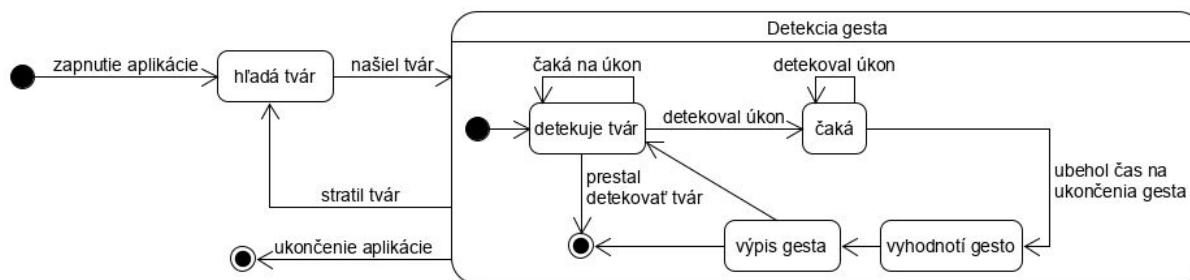 Detekcia gesta
zapnutie aplikácie
hľadá tvár
našiel tvár
čaká na úkon
detekoval úkon
detekuje tvár
detekoval úkon
čaká
prestal
detekovať tvár
ubehol čas na
ukončenia gesta
stratil tvár
ukončenie aplikácie
výpis gesta
vyhodnotí gesto